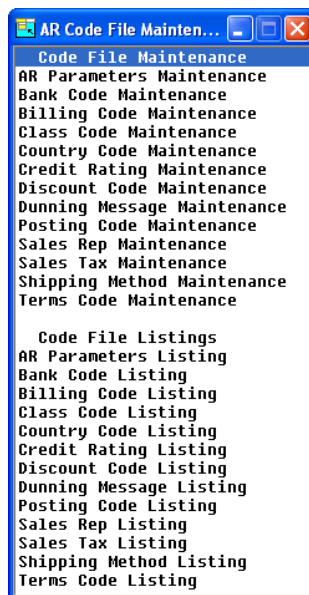 AR Code File Mainten...
Code File Maintenance
AR Parameters Maintenance
Bank Code Maintenance
Billing Code Maintenance
Class Code Maintenance
Country Code Maintenance
Credit Rating Maintenance
Discount Code Maintenance
Dunning Message Maintenance
Posting Code Maintenance
Sales Rep Maintenance
Sales Tax Maintenance
Shipping Method Maintenance
Terms Code Maintenance
Code File Listings
AR Parameters Listing
Bank Code Listing
Billing Code Listing
Class Code Listing
Country Code Listing
Credit Rating Listing
Discount Code Listing
Dunning Message Listing
Posting Code Listing
Sales Rep Listing
Sales Tax Listing
Shipping Method Listing
Terms Code Listing